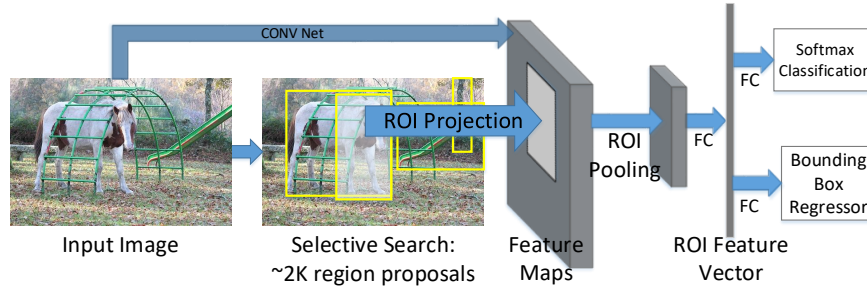 CONV Net
ROI Projection
ROI
Pooling
FC
FC
Softmax
Classification
FC
Bounding
Box
Regressor
Input Image
Selective Search:
~2K region proposals
Feature
Maps
ROI Feature
Vector